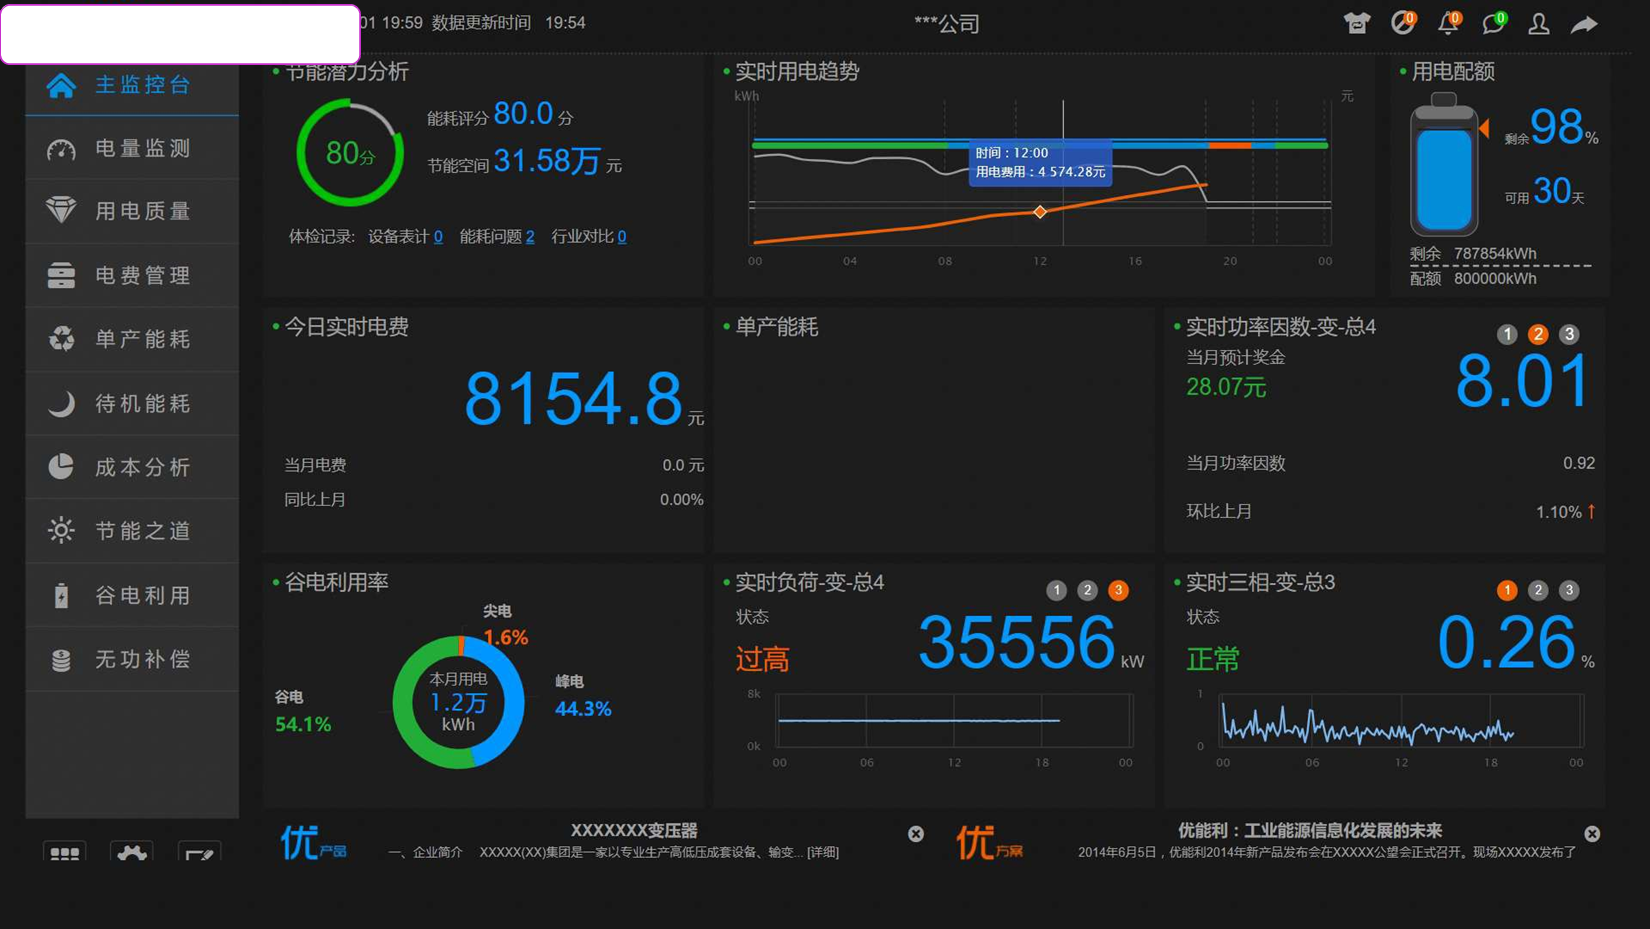 01 19:59 数据更新时间 19:54
***公司
0
0
0
主监控台
电量监测
用电质量
电费管理
单产能耗
待机能耗
成本分析
节能之道
谷电利用
无功补偿
节能潜力分析
80分
能耗评分 80.0 分
节能空间 31.58万 元
体检记录: 设备表计 0 能耗问题 2 行业对比 0
实时用电趋势
kWh
元
时间：12:00
用电费用：4 574.28元
00 04 08 12 16 20 00
用电配额
剩余 98 %
可用 30 天
剩余 787854kWh
配额 800000kWh
今日实时电费
8154.8 元
当月电费 0.0 元
同比上月 0.00%
单产能耗
实时功率因数-变-总4
1 2 3
当月预计奖金
28.07元
8.01
当月功率因数 0.92
环比上月 1.10% ↑
谷电利用率
尖电
1.6%
谷电
54.1%
本月用电
1.2万
kWh
峰电
44.3%
实时负荷-变-总4
1 2 3
状态
过高
35556 kW
8k
0k
00 06 12 18 00
实时三相-变-总3
1 2 3
状态
正常
0.26 %
1
0
00 06 12 18 00
优产品
XXXXXXX变压器
一、企业简介 XXXXX(XX)集团是一家以专业生产高低压成套设备、输变... [详细]
优方案
优能利：工业能源信息化发展的未来
2014年6月5日，优能利2014年新产品发布会在XXXXX公望会正式召开。现场XXXXX发布了